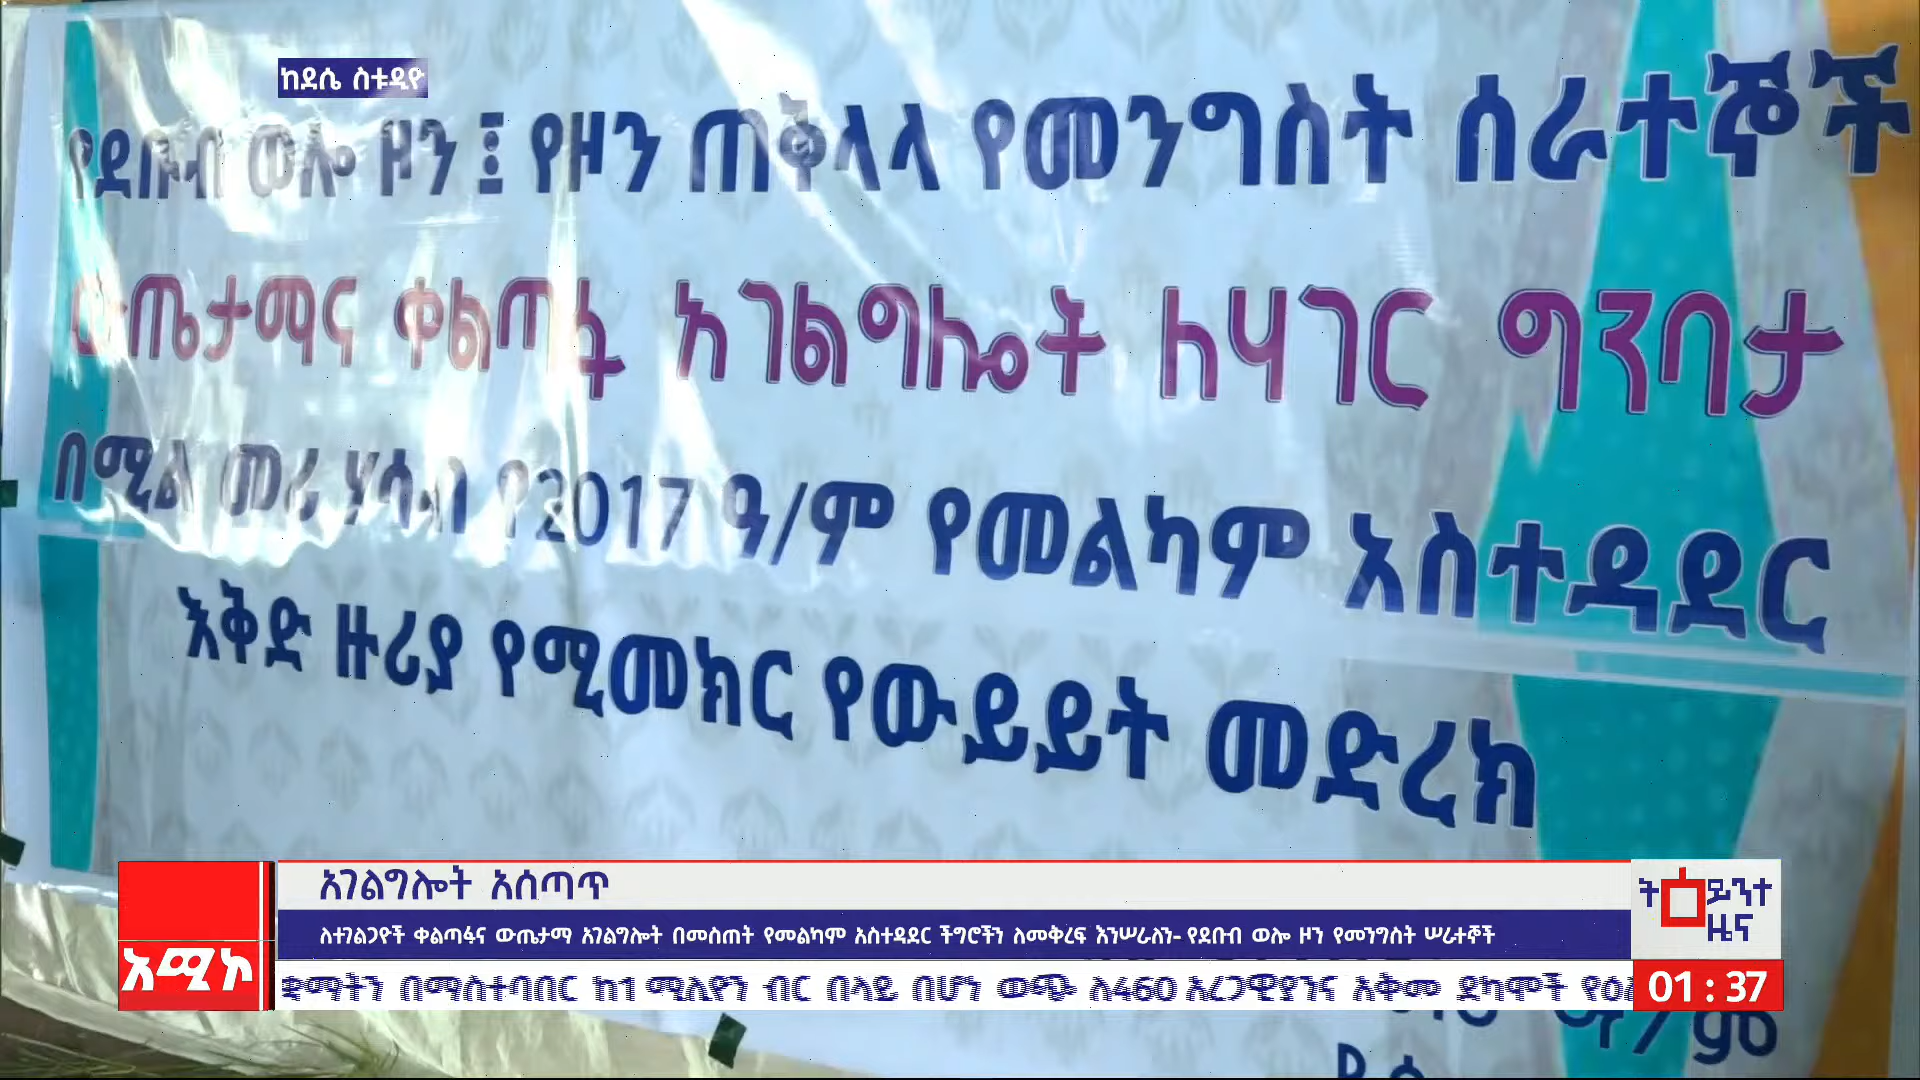 ከደሴ ስቱዲዮ
የደቡብ ወሎ ዞን ፤ የዞን ጠቅላላ የመንግስት ሰራተኞች
ውጤታማና ቀልጣፋ አገልግሎት ለሃገር ግንባታ
በሚል መሪ ሃሳብ የ2017 ዓ/ም የመልካም አስተዳደር
እቅድ ዙሪያ የሚመክር የውይይት መድረክ
አገልግሎት አሰጣጥ
ለተገልጋዮች ቀልጣፋና ውጤታማ አገልግሎት በመስጠት የመልካም አስተዳደር ችግሮችን ለመቅረፍ እንሠራለን- የደቡብ ወሎ ዞን የመንግስት ሠራተኞች
ትኩረት ዜና
አሚኮ
ቋማትን በማስተባበር ከ1 ሚሊዮን ብር በላይ በሆነ ወጭ ለ460 አረጋዊያንና አቅመ ደካሞች
01:37